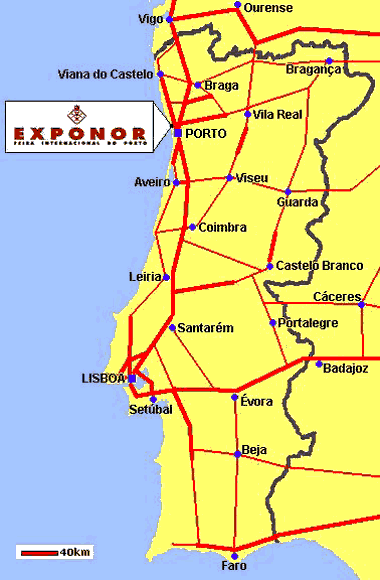 Ourense
Vigo
Bragança
Viana do Castelo
Braga
EXPONOR
FEIRA INTERNACIONAL DO PORTO
Vila Real
PORTO
Aveiro
Viseu
Guarda
Coimbra
Castelo Branco
Leiria
Cáceres
Portalegre
Santarém
Badajoz
LISBOA
Setúbal
Évora
Beja
40km
Faro